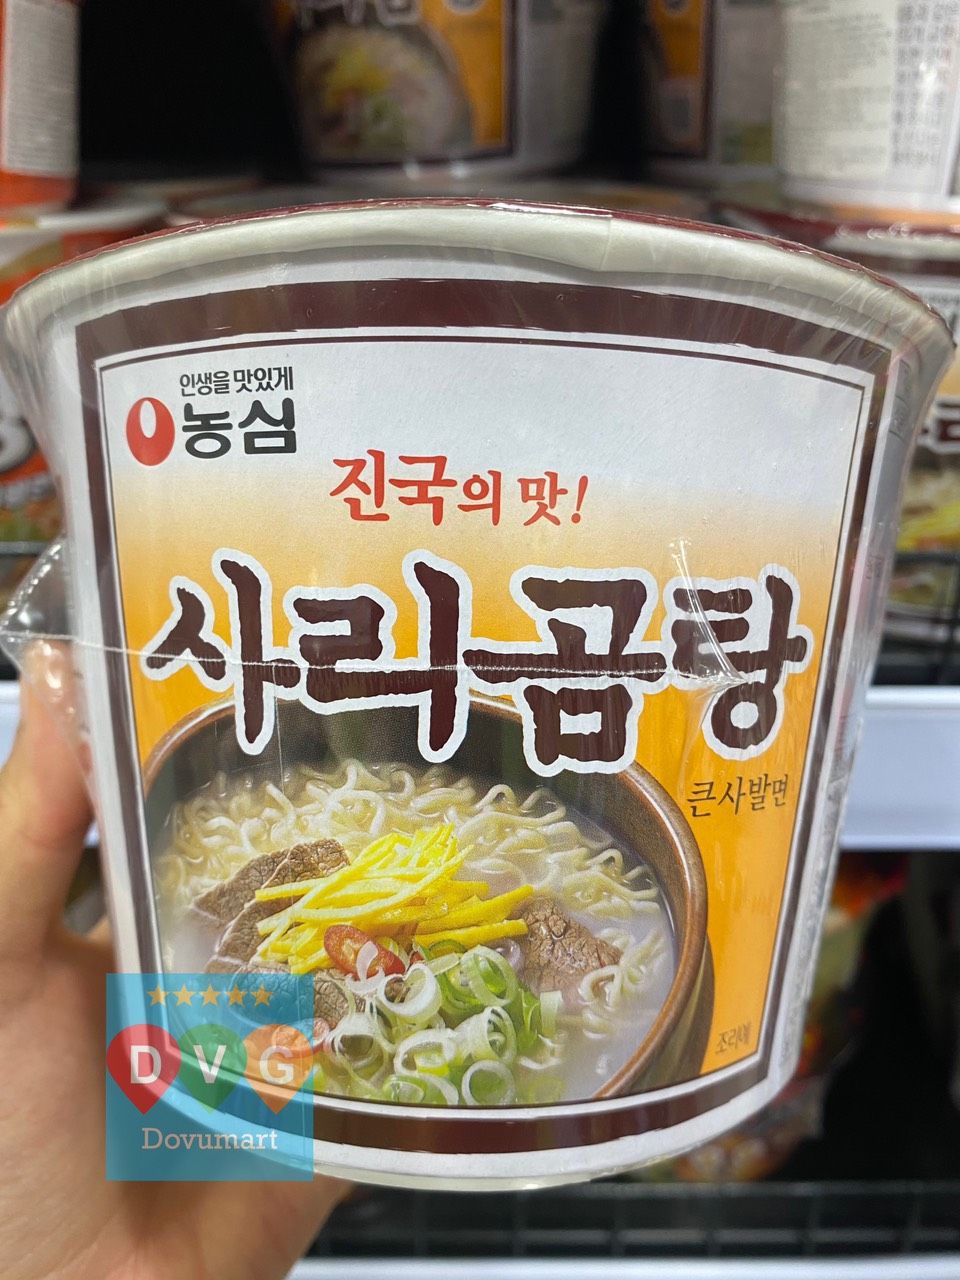 인생을 맛있게
농심
진국의 맛!
사리곰탕
큰사발면
조리예
DVG
Dovumart